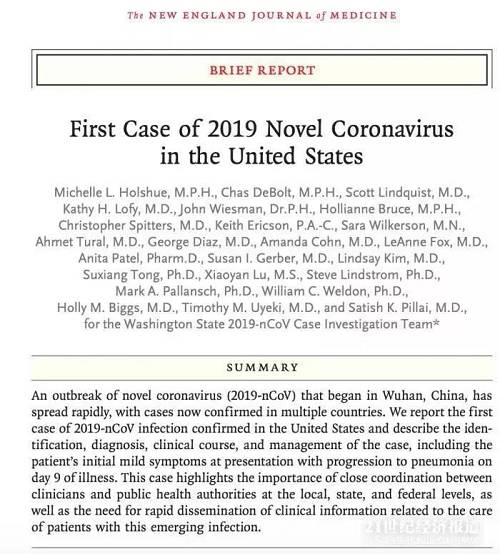 The NEW ENGLAND JOURNAL of MEDICINE
BRIEF REPORT
First Case of 2019 Novel Coronavirus
in the United States
Michelle L. Holshue, M.P.H., Chas DeBolt, M.P.H., Scott Lindquist, M.D.,
Kathy H. Lofy, M.D., John Wiesman, Dr.P.H., Hollianne Bruce, M.P.H.,
Christopher Spitters, M.D., Keith Ericson, P.A.-C., Sara Wilkerson, M.N.,
Ahmet Tural, M.D., George Diaz, M.D., Amanda Cohn, M.D., LeAnne Fox, M.D.,
Anita Patel, Pharm.D., Susan I. Gerber, M.D., Lindsay Kim, M.D.,
Suxiang Tong, Ph.D., Xiaoyan Lu, M.S., Steve Lindstrom, Ph.D.,
Mark A. Pallansch, Ph.D., William C. Weldon, Ph.D.,
Holly M. Biggs, M.D., Timothy M. Uyeki, M.D., and Satish K. Pillai, M.D.,
for the Washington State 2019-nCoV Case Investigation Team*
SUMMARY
An outbreak of novel coronavirus (2019-nCoV) that began in Wuhan, China, has
spread rapidly, with cases now confirmed in multiple countries. We report the first
case of 2019-nCoV infection confirmed in the United States and describe the iden-
tification, diagnosis, clinical course, and management of the case, including the
patient's initial mild symptoms at presentation with progression to pneumonia on
day 9 of illness. This case highlights the importance of close coordination between
clinicians and public health authorities at the local, state, and federal levels, as
well as the need for rapid dissemination of clinical information related to the care
of patients with this emerging infection.
21世纪经济报道